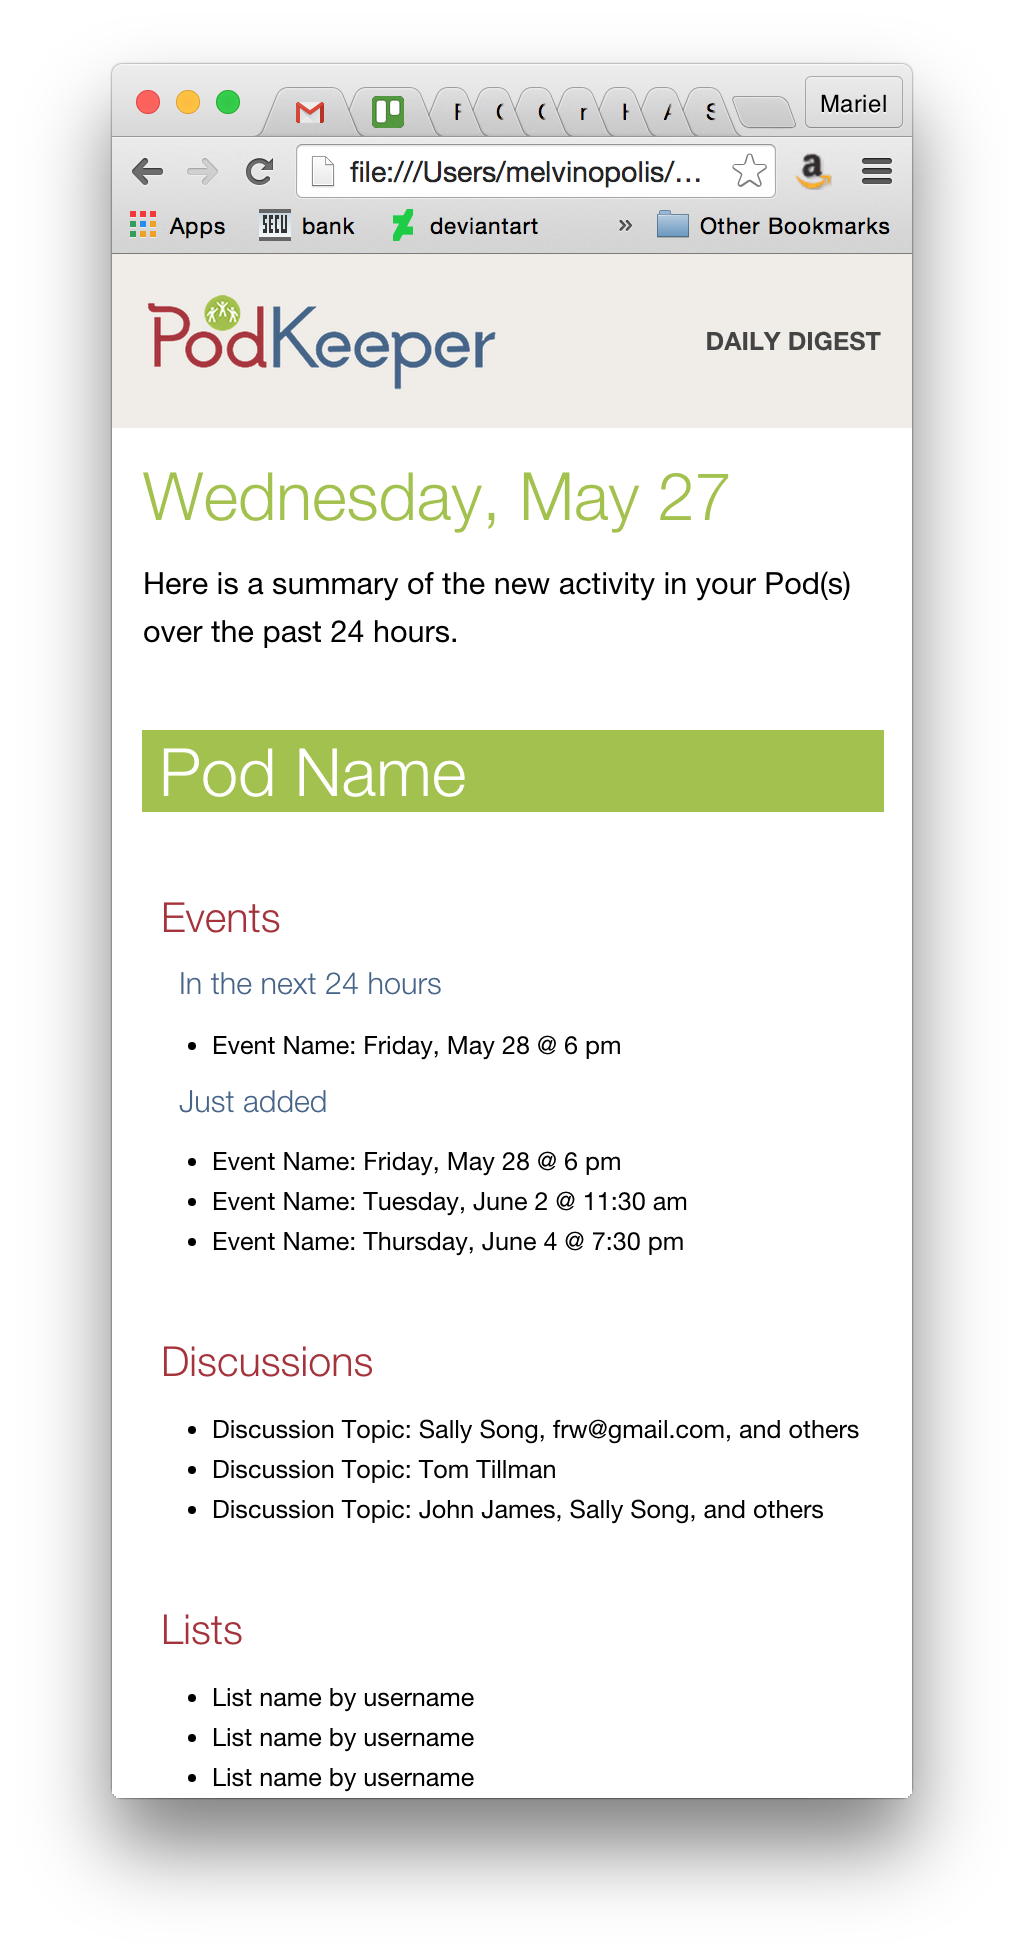 Mariel
file:///Users/melvinopolis/...
Apps
SECU
bank
deviantart
»
Other Bookmarks
PodKeeper
DAILY DIGEST
Wednesday, May 27
Here is a summary of the new activity in your Pod(s)
over the past 24 hours.
Pod Name
Events
In the next 24 hours
• Event Name: Friday, May 28 @ 6 pm
Just added
• Event Name: Friday, May 28 @ 6 pm
• Event Name: Tuesday, June 2 @ 11:30 am
• Event Name: Thursday, June 4 @ 7:30 pm
Discussions
• Discussion Topic: Sally Song, frw@gmail.com, and others
• Discussion Topic: Tom Tillman
• Discussion Topic: John James, Sally Song, and others
Lists
• List name by username
• List name by username
• List name by username